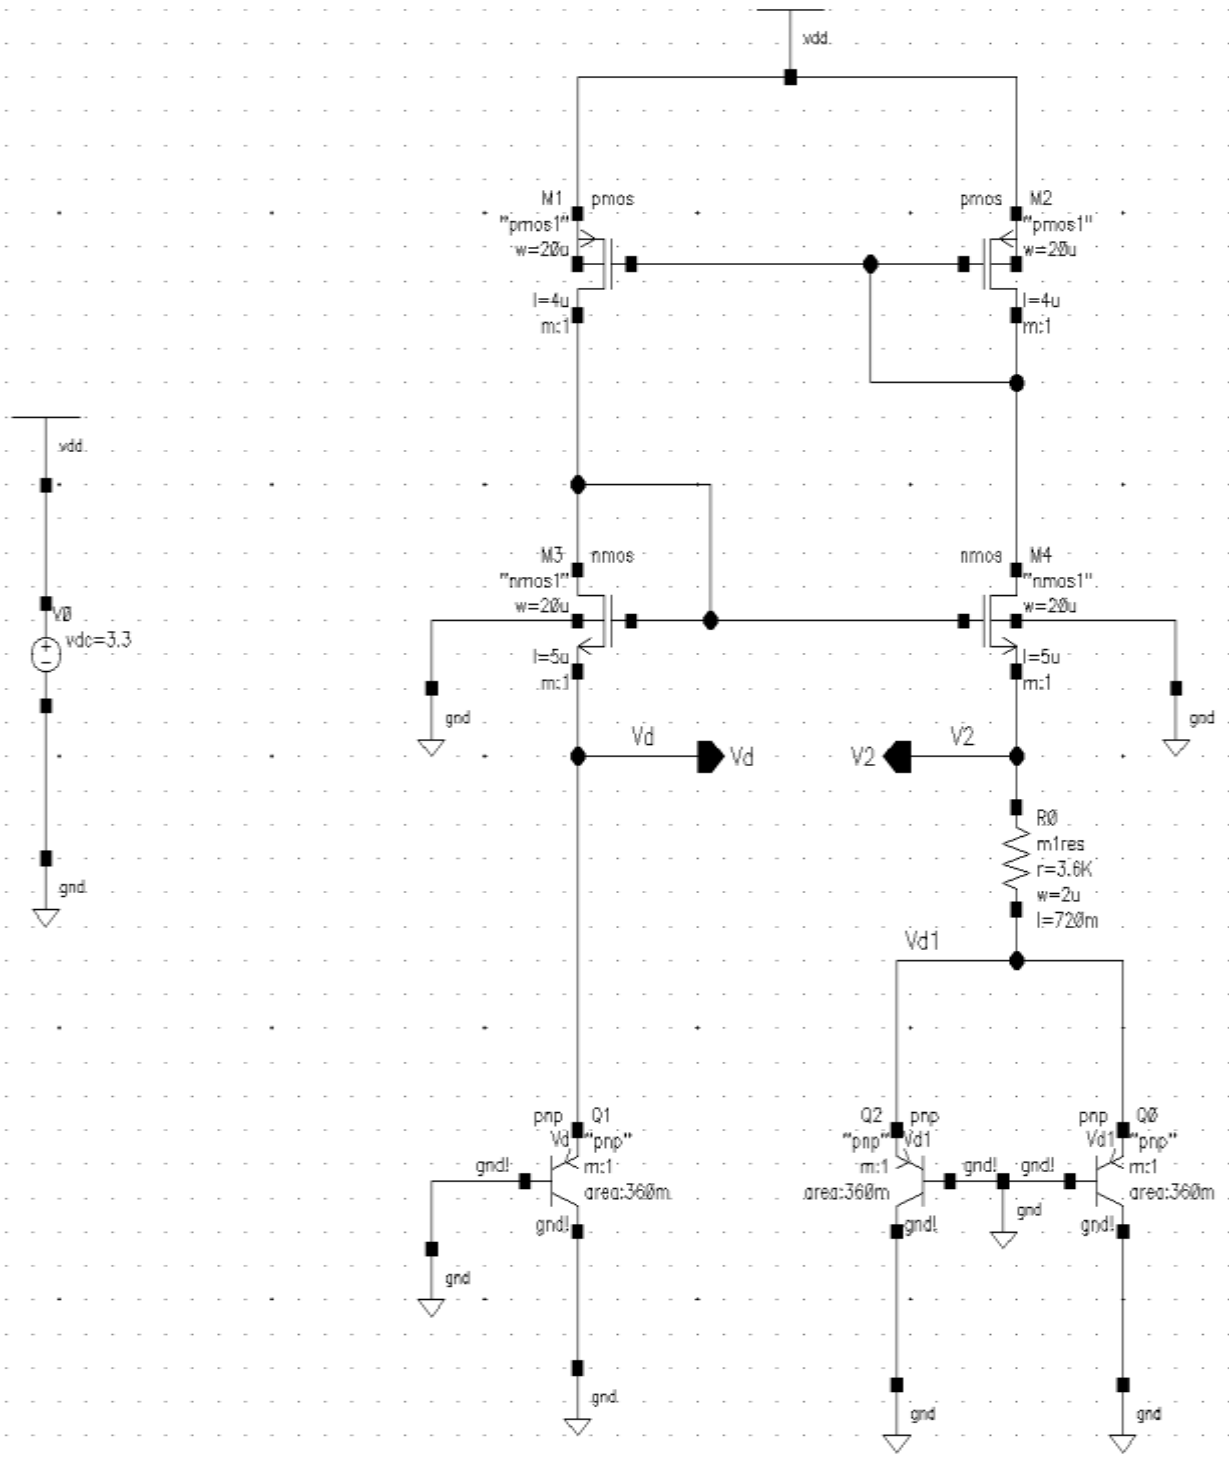 vdd
M1 pmos
"pmos1"
w=20u
l=4u
m:1
pmos M2
"pmos1"
w=20u
l=4u
m:1
vdd
V0
vdc=3.3
gnd
M3 nmos
"nmos1"
w=20u
l=5u
m:1
gnd
nmos M4
"nmos1"
w=20u
l=5u
m:1
gnd
Vd
Vd
V2
V2
R0
m1res
r=3.6K
w=2u
l=720m
Vd1
pnp Q1
Vd "pnp"
gnd! m:1
area:360m
gnd!
gnd
gnd
Q2 pnp
"pnp" Vd1
m:1 gnd!
area:360m
gnd!
gnd
gnd
pnp Q0
Vd1 "pnp"
gnd! m:1
area:360m
gnd!
gnd